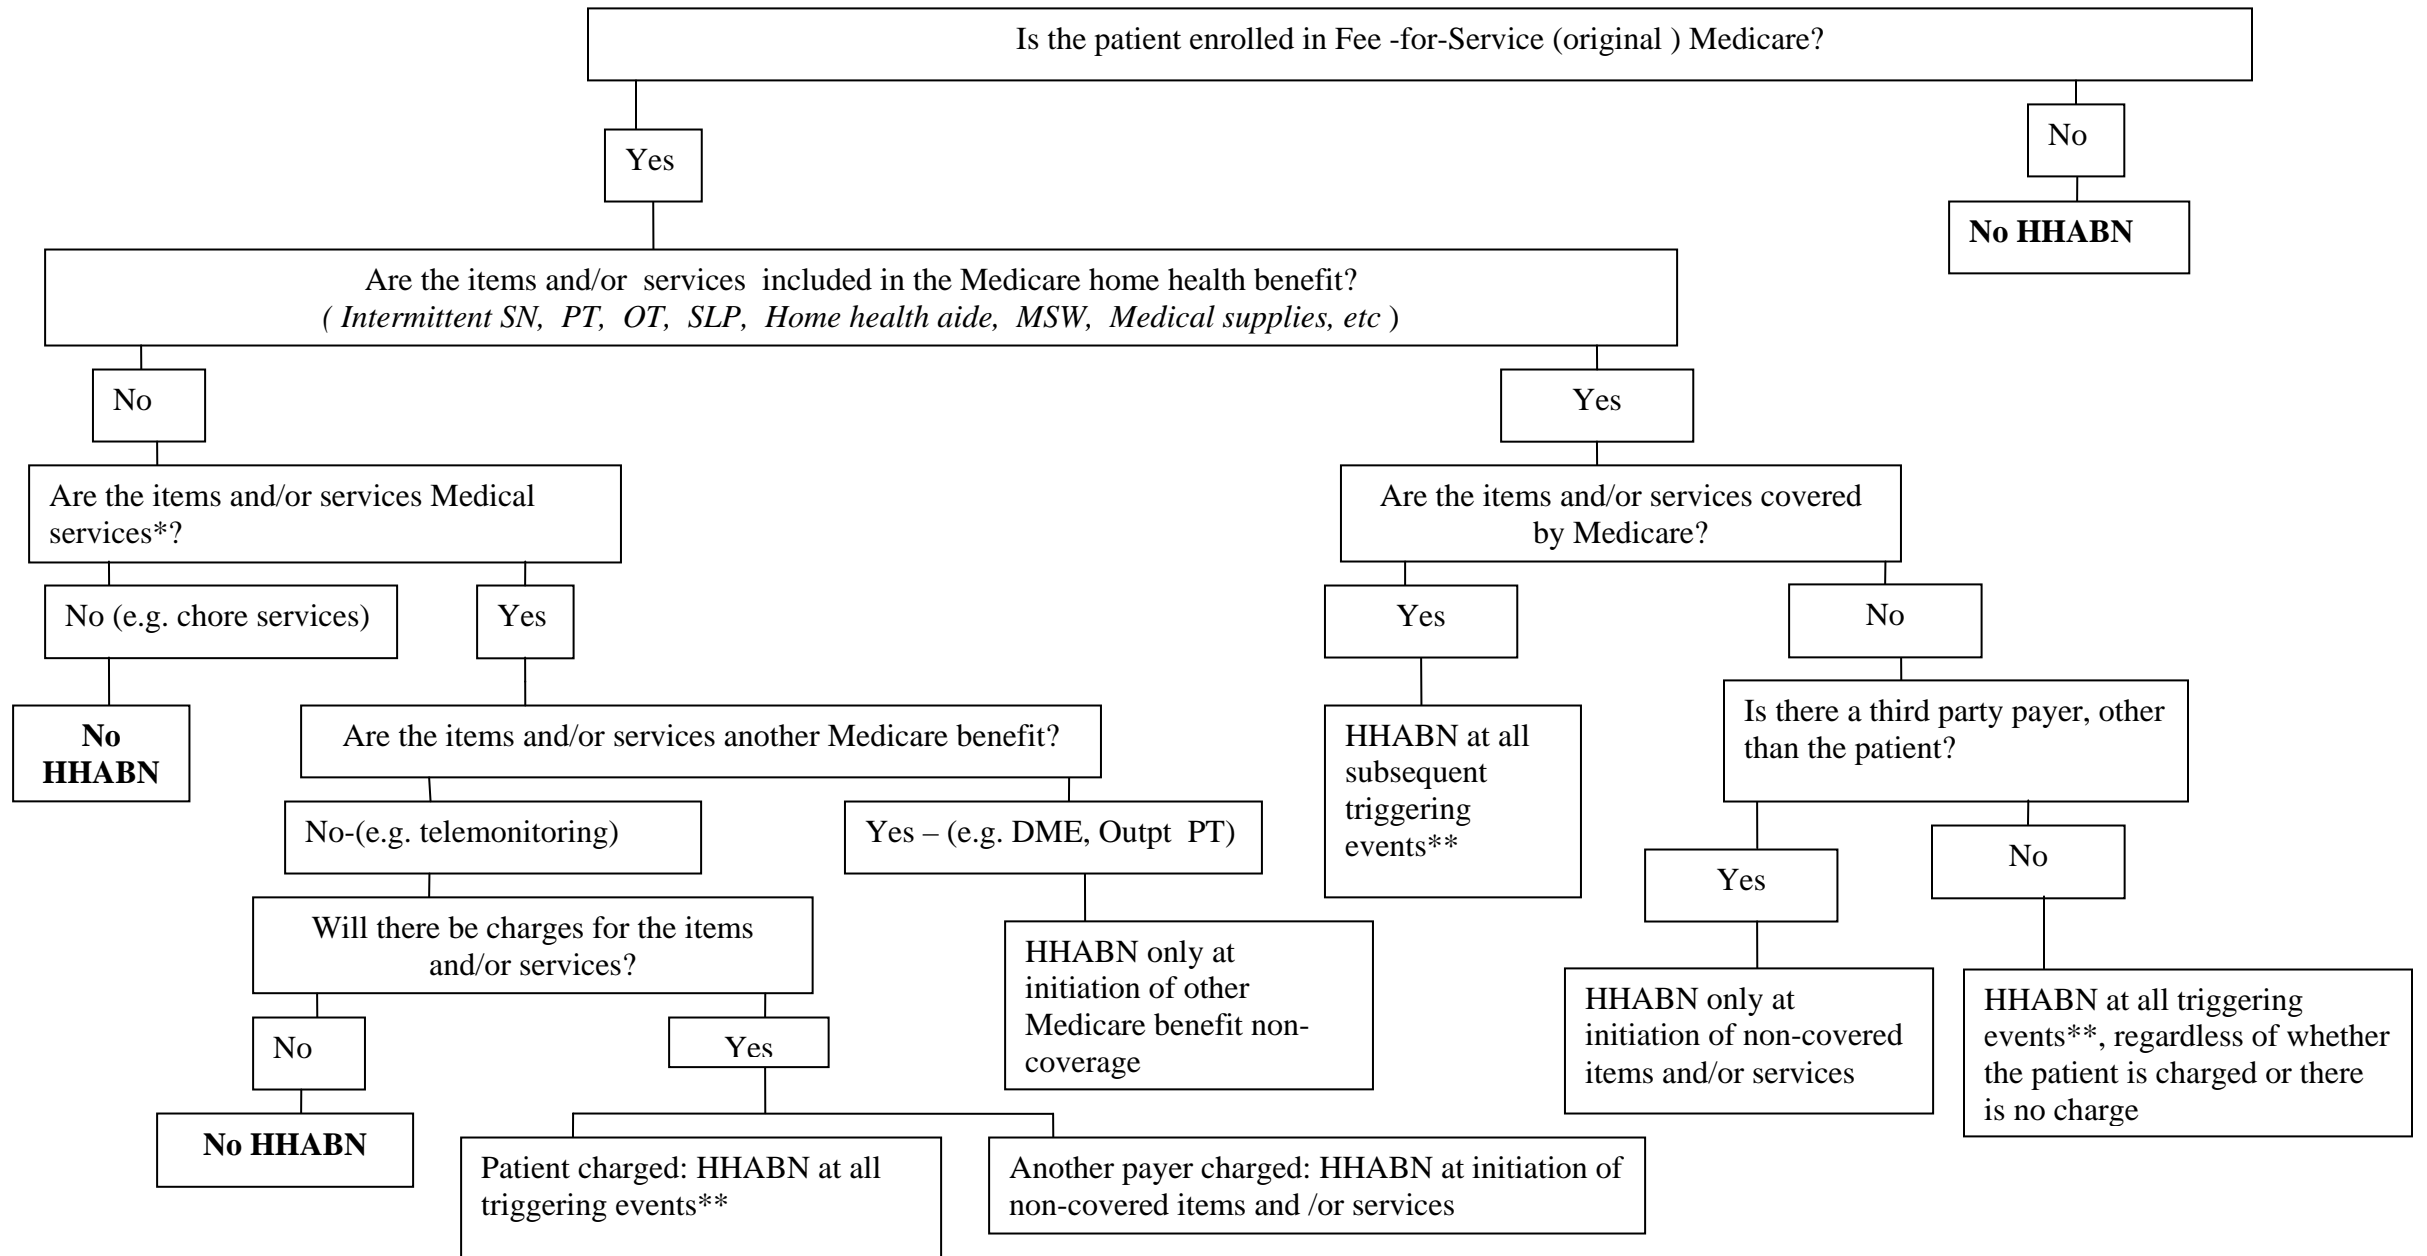 Is the patient enrolled in Fee -for-Service (original ) Medicare?
Yes
No
No HHABN
Are the items and/or services included in the Medicare home health benefit?
( Intermittent SN, PT, OT, SLP, Home health aide, MSW, Medical supplies, etc )
No
Yes
Are the items and/or services Medical
services*?
Are the items and/or services covered
by Medicare?
No (e.g. chore services)
Yes
Yes
No
No
HHABN
Are the items and/or services another Medicare benefit?
HHABN at all
subsequent
triggering
events**
Is there a third party payer, other
than the patient?
No-(e.g. telemonitoring)
Yes – (e.g. DME, Outpt PT)
Yes
No
Will there be charges for the items
and/or services?
HHABN only at
initiation of other
Medicare benefit non-
coverage
HHABN only at
initiation of non-covered
items and/or services
HHABN at all triggering
events**, regardless of whether
the patient is charged or there
is no charge
No
Yes
No HHABN
Patient charged: HHABN at all
triggering events**
Another payer charged: HHABN at initiation of
non-covered items and /or services